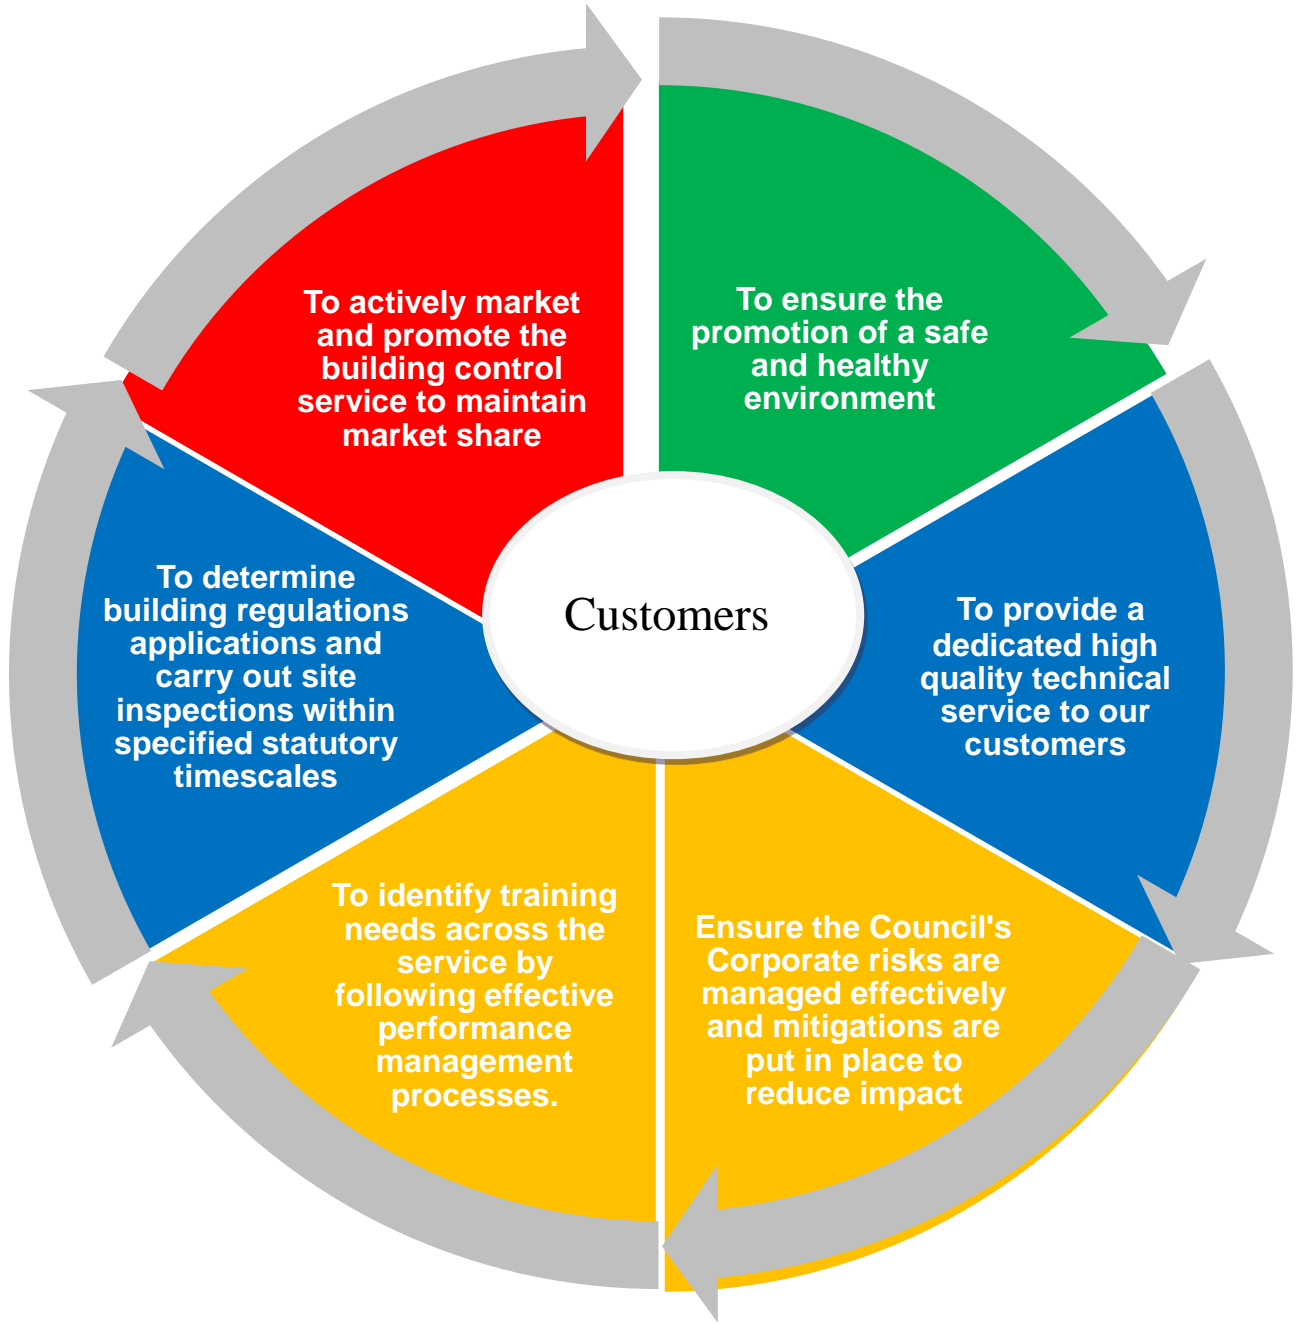 To ensure the
promotion of a safe
and healthy
environment
To provide a
dedicated high
quality technical
service to our
customers
Ensure the Council's
Corporate risks are
managed effectively
and mitigations are
put in place to
reduce impact
To identify training
needs across the
service by
following effective
performance
management
processes.
To determine
building regulations
applications and
carry out site
inspections within
specified statutory
timescales
To actively market
and promote the
building control
service to maintain
market share
Customers